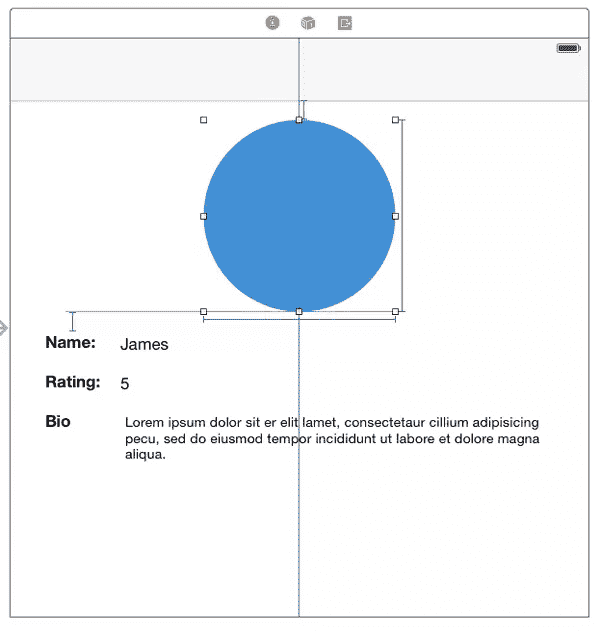 Name: James
Rating: 5
Bio Lorem ipsum dolor sit er elit lamet, consectetaur cillium adipisicing
pecu, sed do eiusmod tempor incididunt ut labore et dolore magna
aliqua.